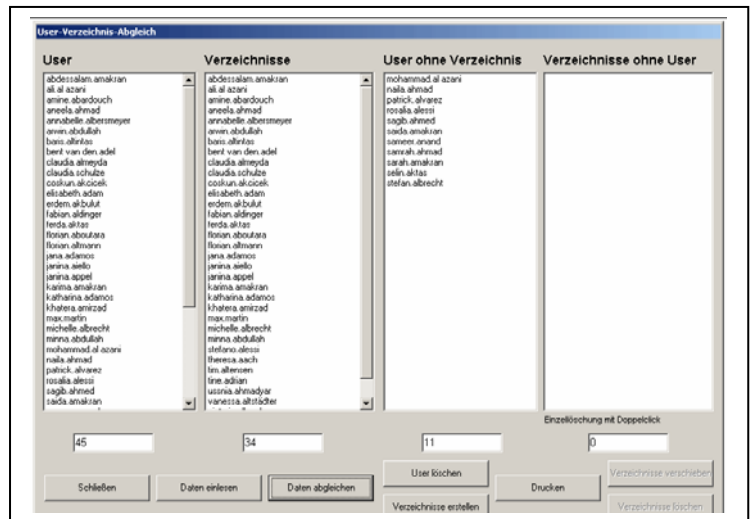 User-Verzeichnis-Abgleich
User
abdessalam.amakran
ali.al azani
amine.abardouch
aneela.ahmad
annabelle.albersmeyer
arwin.abdullah
baris.altintas
bent van den.adel
claudia.almeyda
claudia.schulze
coskun.akcicek
elisabeth.adam
erdem.akbulut
fabian.aldinger
ferda.aktas
florian.aboutara
florian.altmann
jana.adamos
janina.aiello
janina.appel
karima.amakran
katharina.adamos
khatera.amirzad
max.martin
michelle.albrecht
minna.abdullah
mohammad.al azani
naila.ahmad
patrick.alvarez
rosalia.alessi
sagib.ahmed
saida.amakran
45
Verzeichnisse
abdessalam.amakran
ali.al azani
amine.abardouch
aneela.ahmad
annabelle.albersmeyer
arwin.abdullah
baris.altintas
bent van den.adel
claudia.almeyda
claudia.schulze
coskun.akcicek
elisabeth.adam
erdem.akbulut
fabian.aldinger
ferda.aktas
florian.aboutara
florian.altmann
jana.adamos
janina.aiello
janina.appel
karima.amakran
katharina.adamos
khatera.amirzad
max.martin
michelle.albrecht
minna.abdullah
stefano.alessi
theresa.aach
tim.altensen
tine.adrian
ussnia.ahmadyar
vanessa.altstädter
34
User ohne Verzeichnis
mohammad.al azani
naila.ahmad
patrick.alvarez
rosalia.alessi
sagib.ahmed
saida.amakran
sameer.anand
samrah.ahmad
sarah.amakran
selin.aktas
stefan.albrecht
11
Verzeichnisse ohne User
Einzellöschung mit Doppelclick
0
Schließen
Daten einlesen
Daten abgleichen
User löschen
Verzeichnisse erstellen
Drucken
Verzeichnisse verschieben
Verzeichnisse löschen